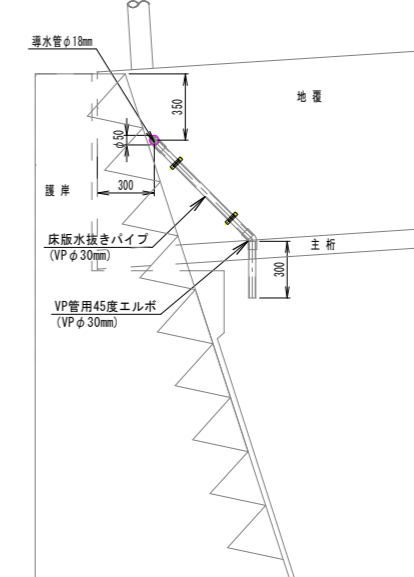 導水管φ18mm
350
地覆
φ50
300
護岸
床版水抜きパイプ
(VPφ30mm)
主桁
300
VP管用45度エルボ
(VPφ30mm)